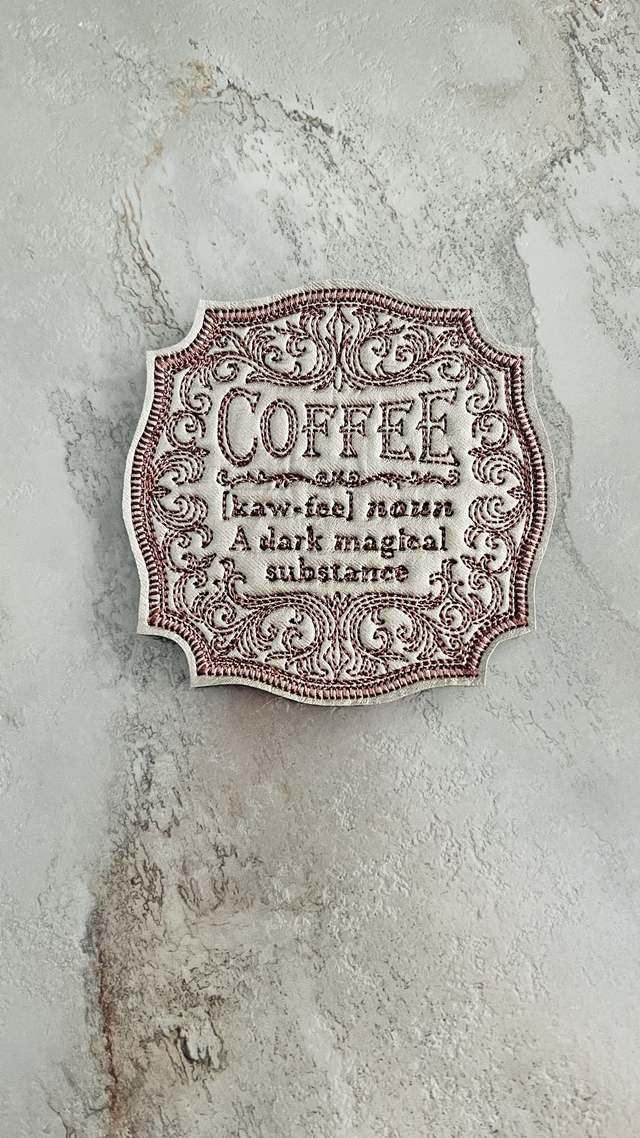 COFFEE
[kaw-fee] noun
A dark magical
substance